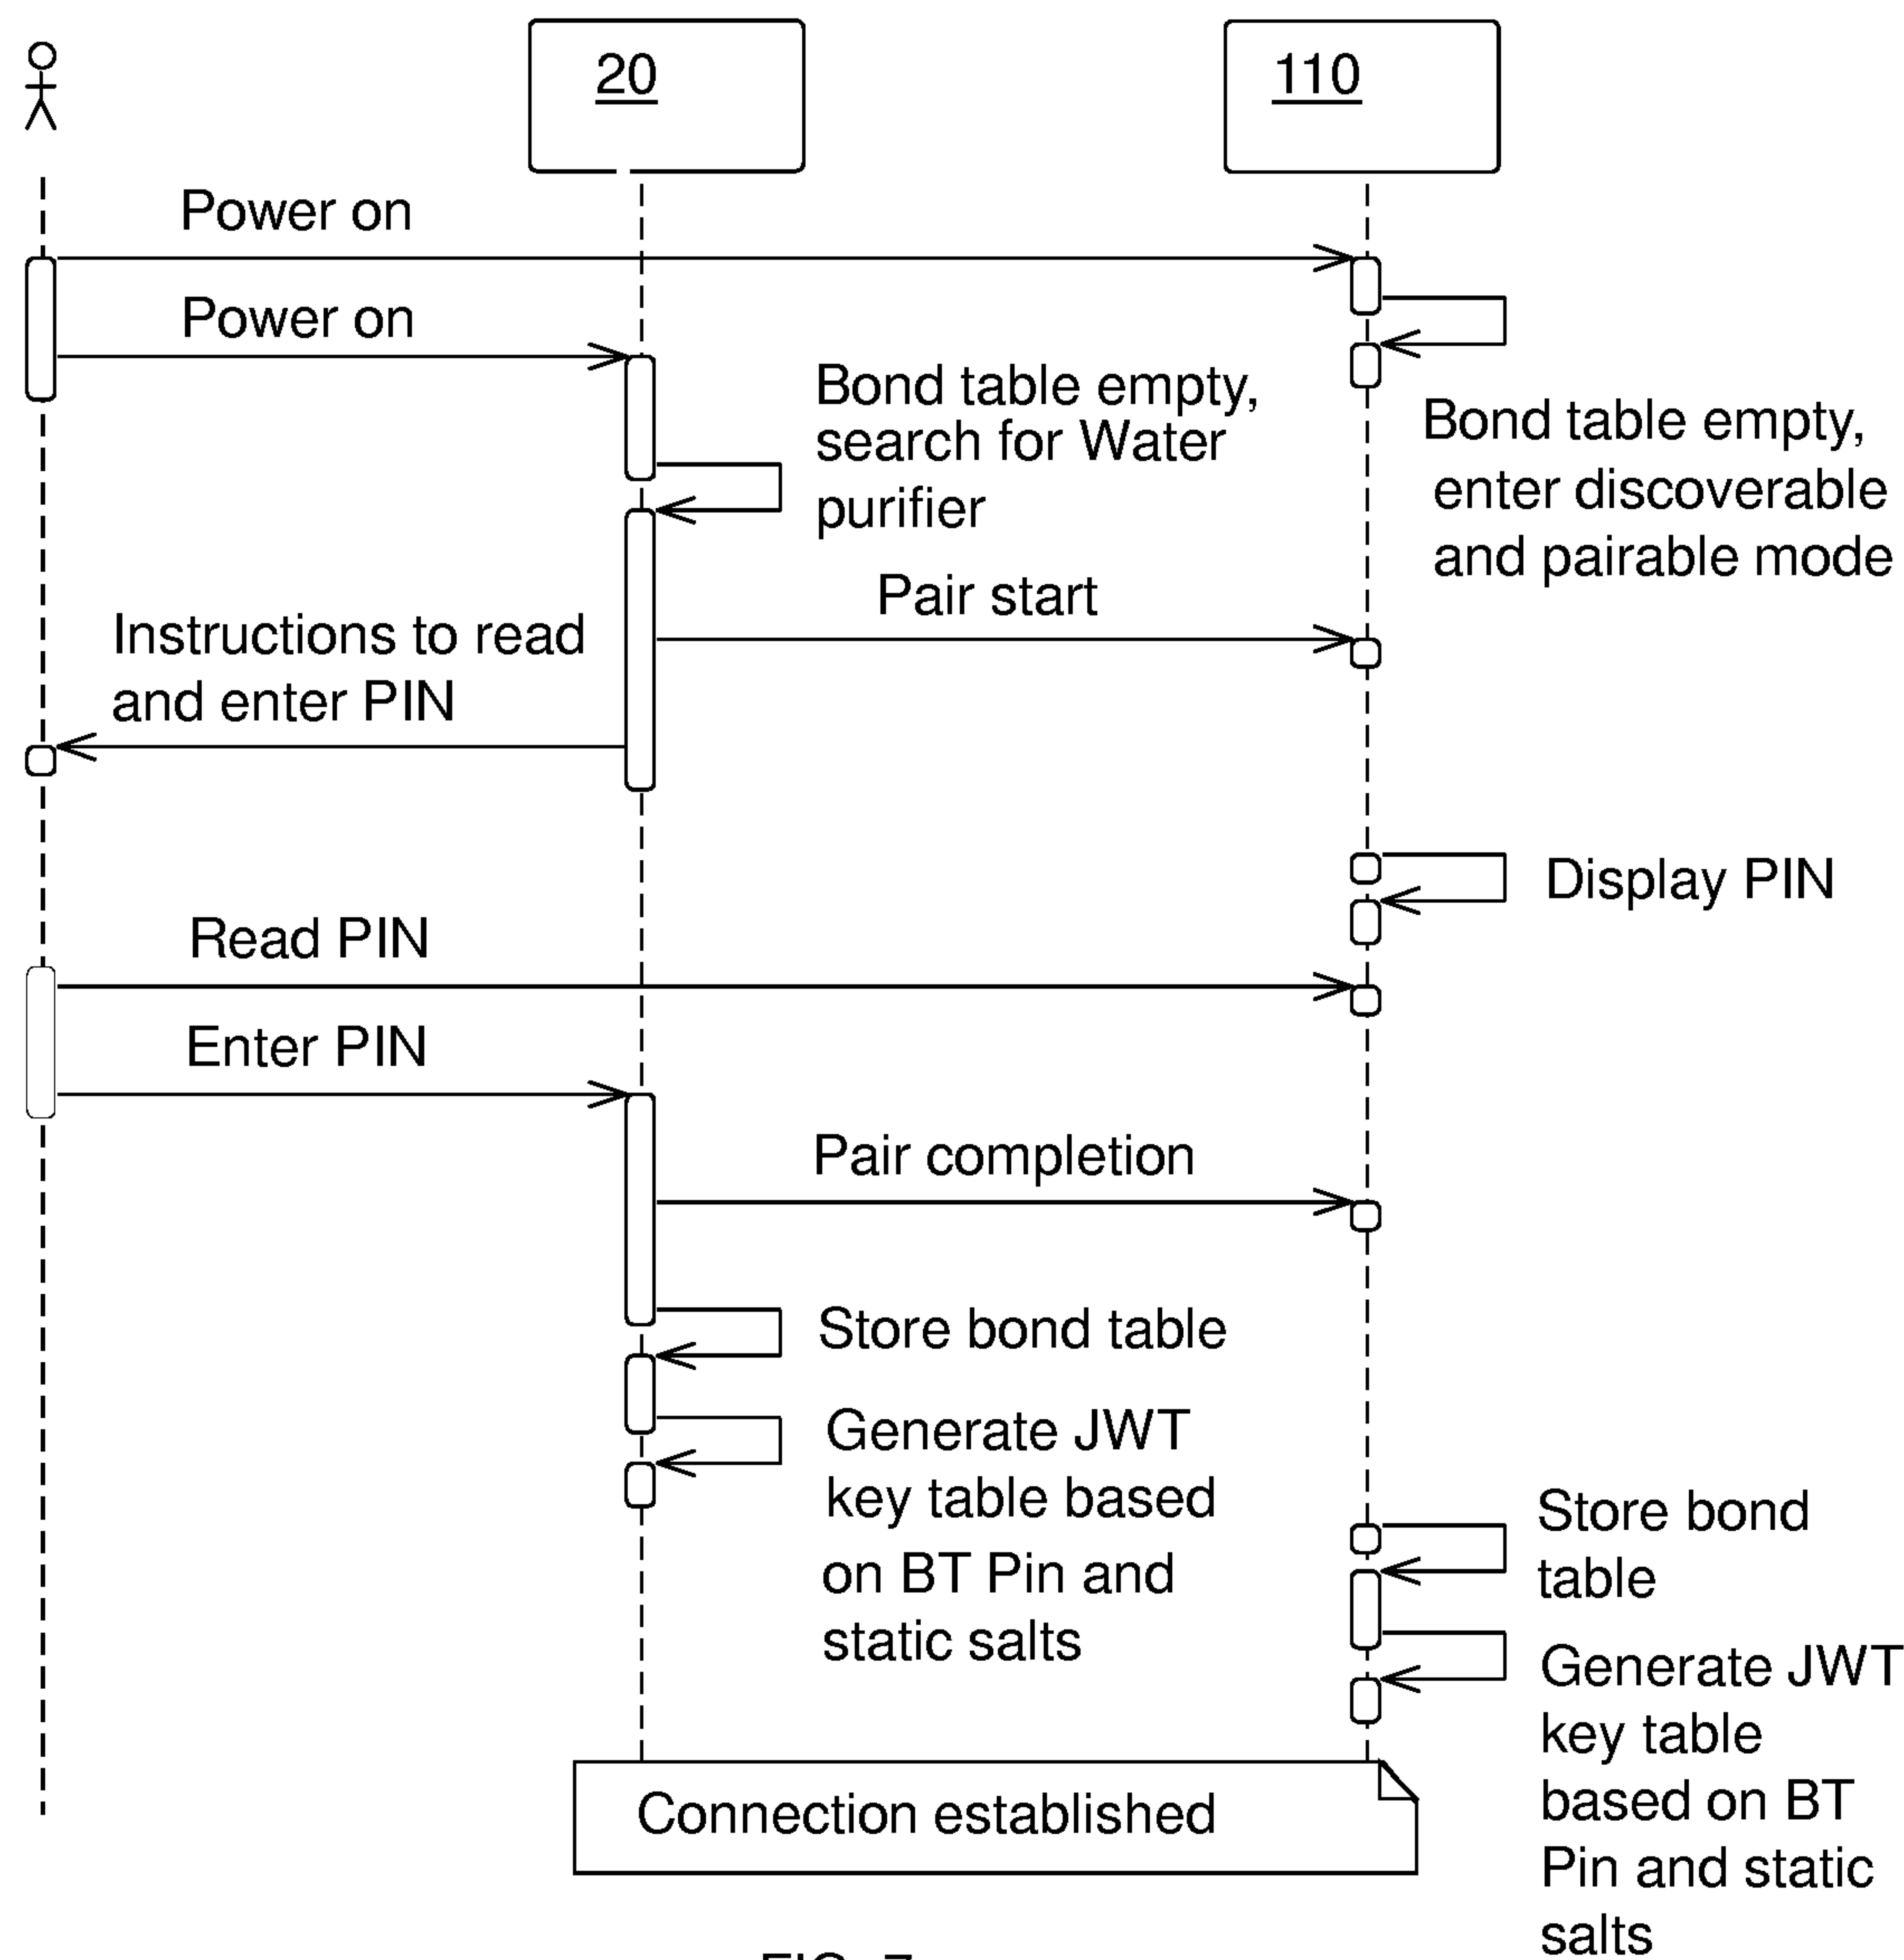 20
110
Power on
Power on
Bond table empty,
search for Water
purifier
Bond table empty,
enter discoverable
and pairable mode
Pair start
Instructions to read
and enter PIN
Display PIN
Read PIN
Enter PIN
Pair completion
Store bond table
Generate JWT
key table based
on BT Pin and
static salts
Store bond
table
Generate JWT
key table
based on BT
Pin and static
salts
Connection established